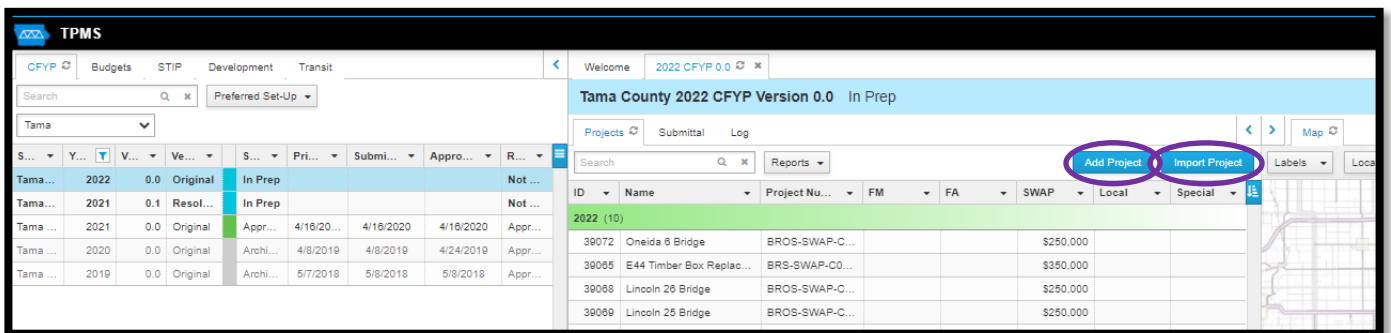 TPMS
CFYP Budgets STIP Development Transit
Search
Preferred Set-Up
Tama
S... Y... V... Ve... S... Pri... Submi... Appro... R...
Tama... 2022 0.0 Original In Prep Not ...
Tama... 2021 0.1 Resol... In Prep Not ...
Tama ... 2021 0.0 Original Appr... 4/16/20... 4/16/2020 4/16/2020 Appr...
Tama ... 2020 0.0 Original Archi... 4/8/2019 4/8/2019 4/24/2019 Appr...
Tama ... 2019 0.0 Original Archi... 5/7/2018 5/8/2018 5/8/2018 Appr...
Welcome 2022 CFYP 0.0
Tama County 2022 CFYP Version 0.0 In Prep
Projects Submittal Log
Map
Search Reports Add Project Import Project
Labels Loca
ID Name Project Nu... FM FA SWAP Local Special
2022 (10)
39072 Oneida 6 Bridge BROS-SWAP-C... $250,000
39065 E44 Timber Box Replac... BRS-SWAP-C0... $350,000
39068 Lincoln 26 Bridge BROS-SWAP-C... $250,000
39069 Lincoln 25 Bridge BROS-SWAP-C... $250,000